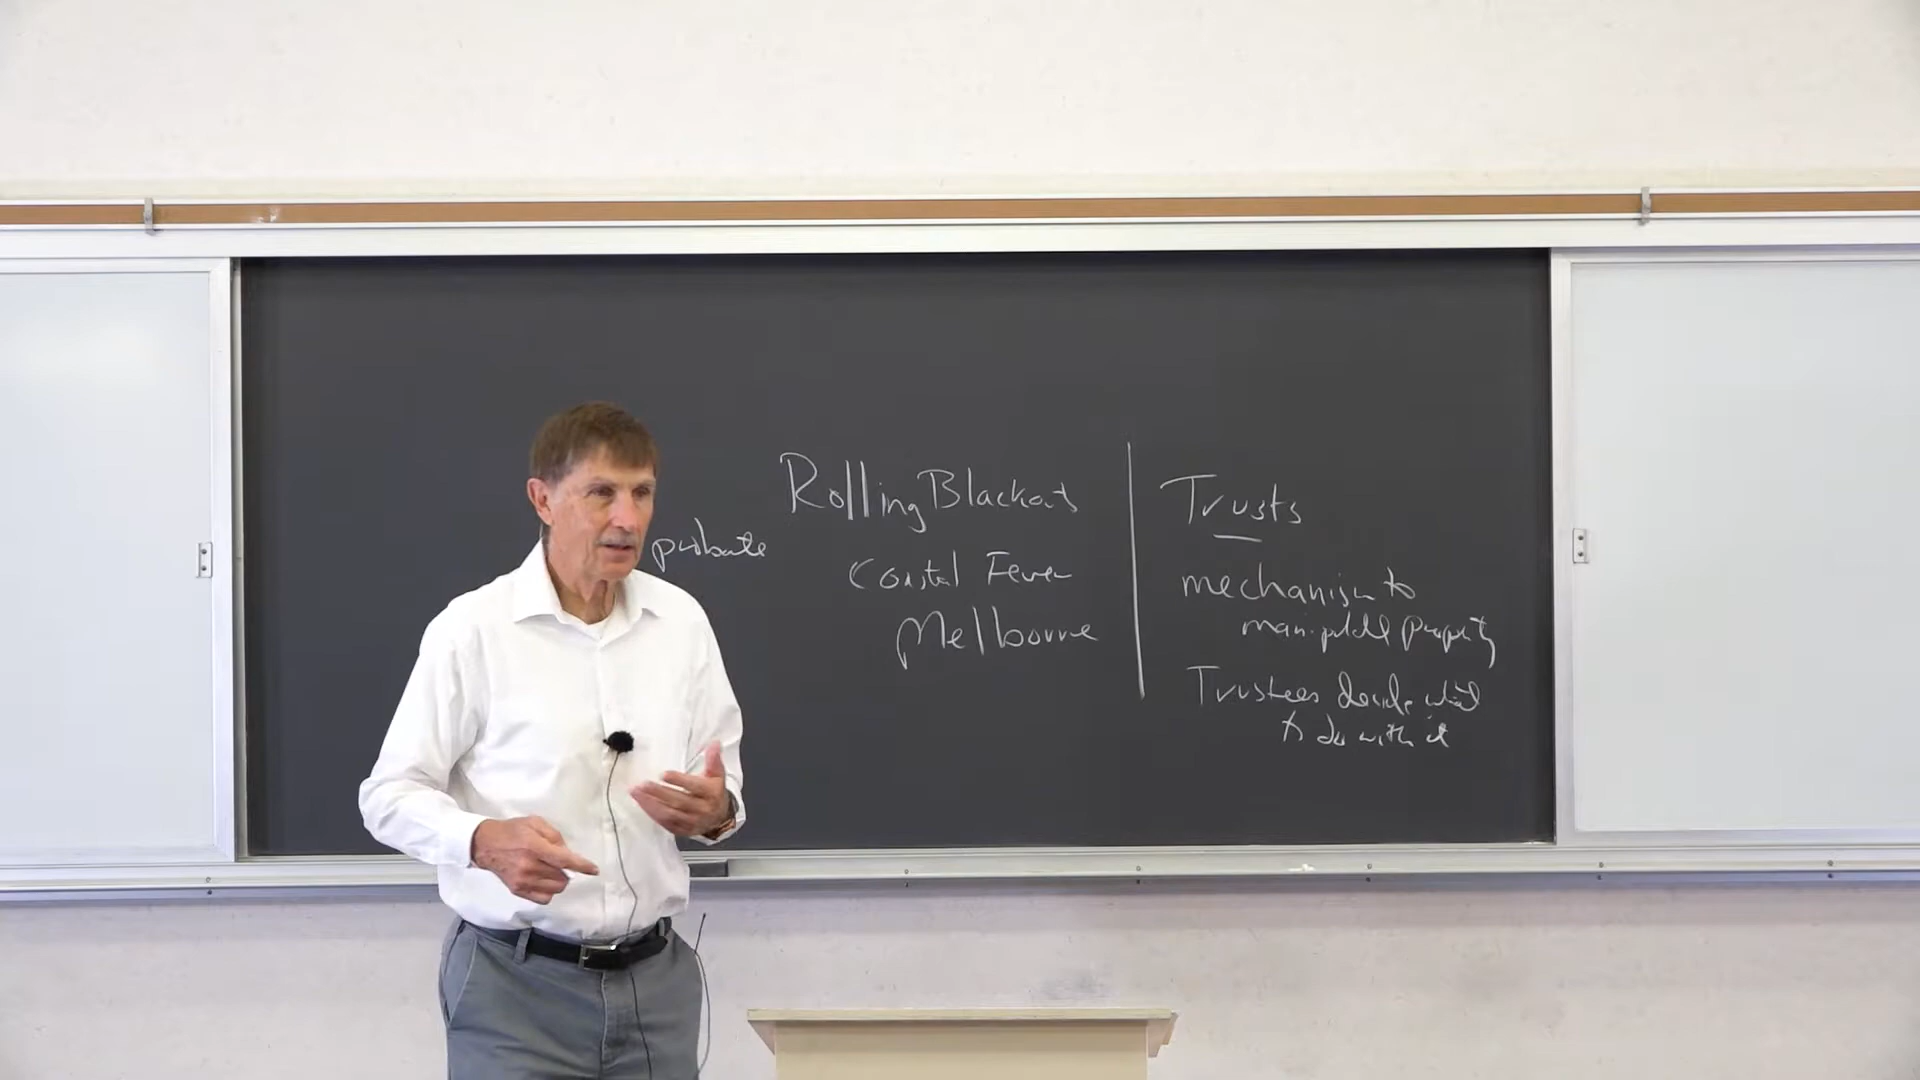 probate
Rolling Blackouts
Coastal Fever
Melbourne
Trusts
mechanism to
manipulate property
Trustees decide what
to do with it